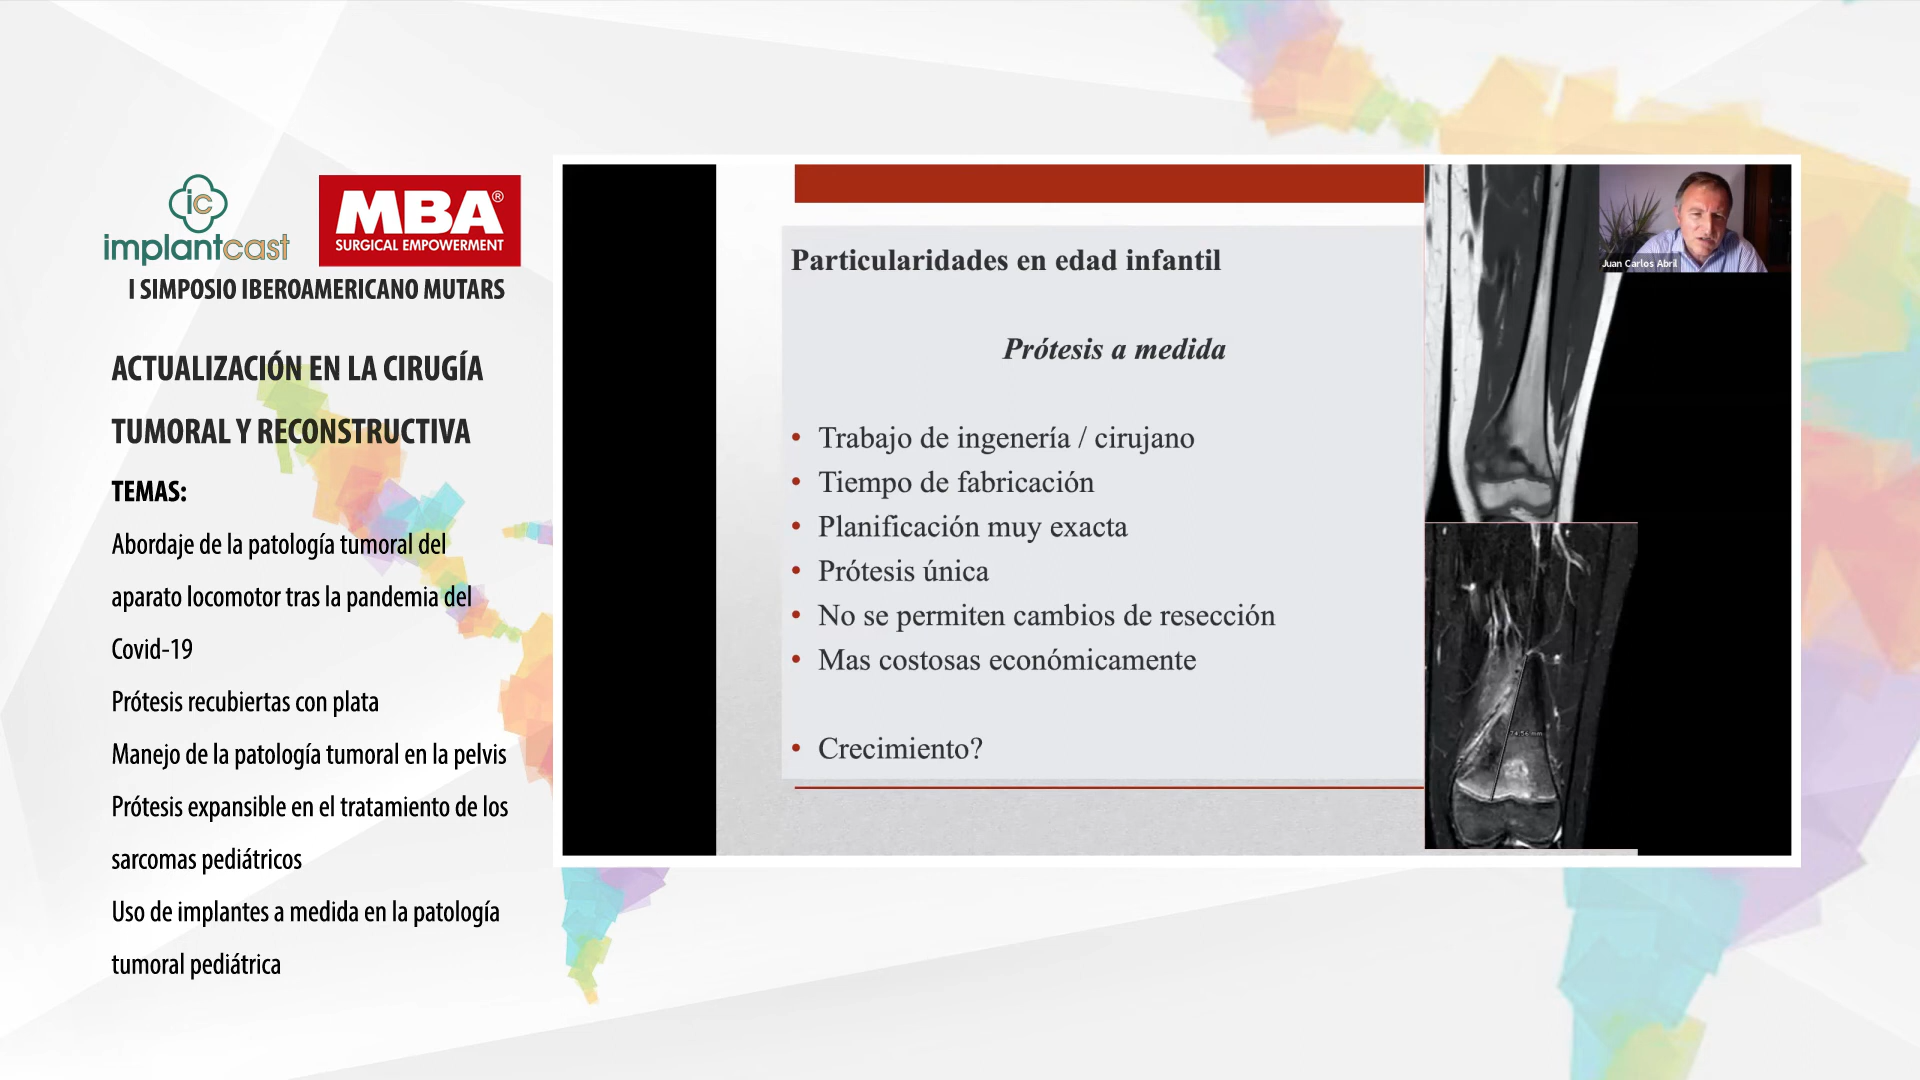 ic
implantcast
MBA®
SURGICAL EMPOWERMENT
I SIMPOSIO IBEROAMERICANO MUTARS
ACTUALIZACIÓN EN LA CIRUGÍA
TUMORAL Y RECONSTRUCTIVA
TEMAS:
Abordaje de la patología tumoral del
aparato locomotor tras la pandemia del
Covid-19
Prótesis recubiertas con plata
Manejo de la patología tumoral en la pelvis
Prótesis expansible en el tratamiento de los
sarcomas pediátricos
Uso de implantes a medida en la patología
tumoral pediátrica
Particularidades en edad infantil
Prótesis a medida
• Trabajo de ingenería / cirujano
• Tiempo de fabricación
• Planificación muy exacta
• Prótesis única
• No se permiten cambios de resección
• Mas costosas económicamente
• Crecimiento?
Juan Carlos Abril